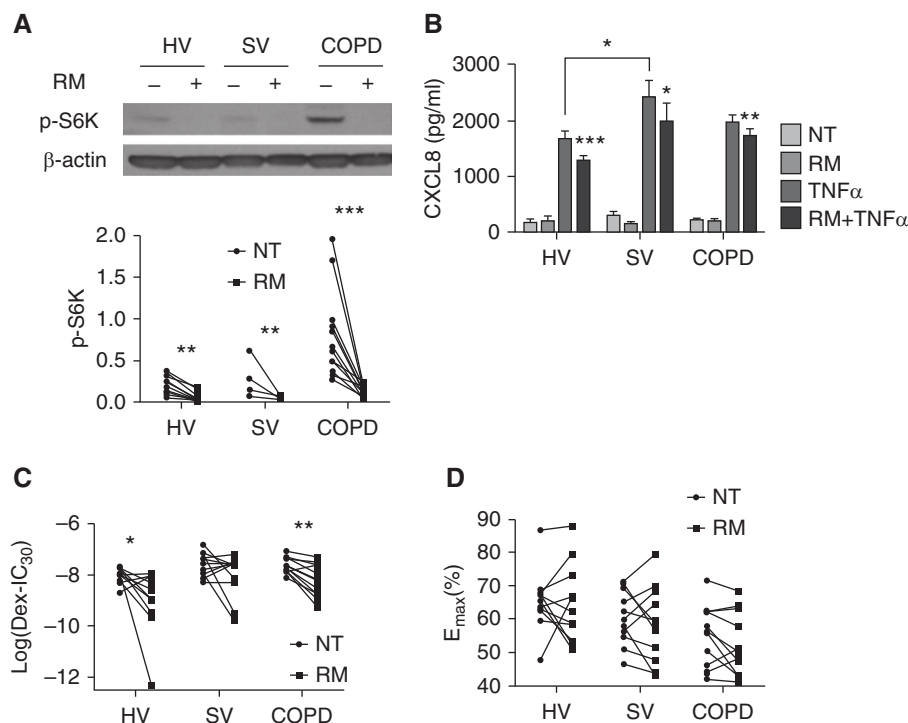 A
HV SV COPD
RM – + – + – +
p-S6K
β-actin
***
2.0
NT
RM
1.5
p-S6K
1.0
** **
0.5
0.0
HV SV COPD
B
*
3000
* **
***
2000
CXCL8 (pg/ml)
1000
0
HV SV COPD
NT
RM
TNFα
RM+TNFα
C
–6
* **
–8
Log(Dex-IC30)
–10
NT
RM
–12
HV SV COPD
D
NT
RM
90
80
70
Emax(%)
60
50
40
HV SV COPD